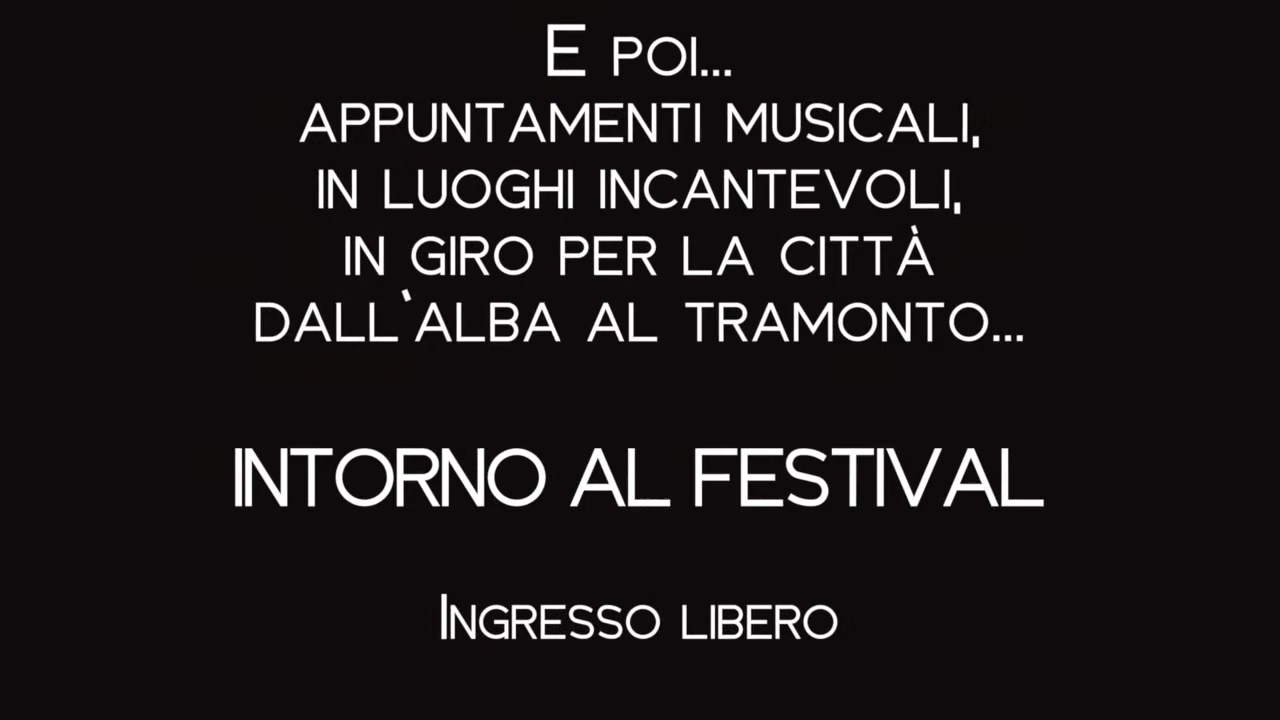 E POI...
APPUNTAMENTI MUSICALI,
IN LUOGHI INCANTEVOLI,
IN GIRO PER LA CITTÀ
DALL'ALBA AL TRAMONTO...
INTORNO AL FESTIVAL
INGRESSO LIBERO